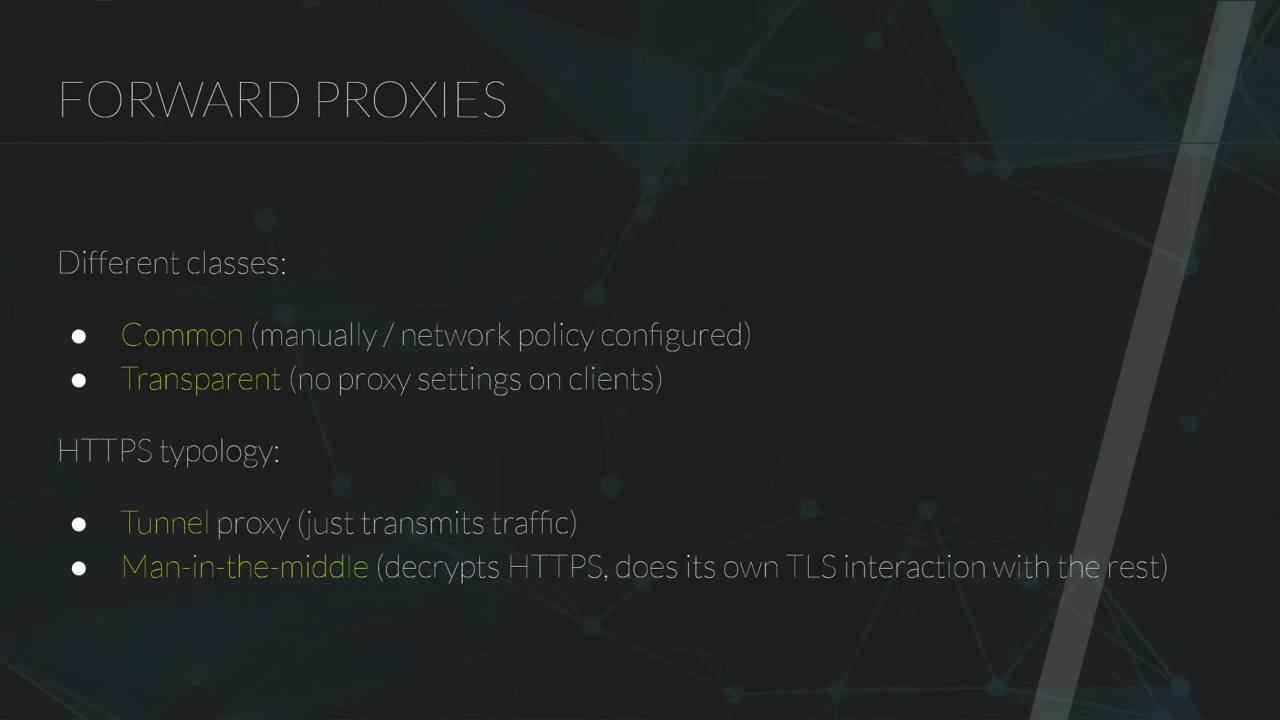 FORWARD PROXIES
Different classes:
● Common (manually / network policy configured)
● Transparent (no proxy settings on clients)
HTTPS typology:
● Tunnel proxy (just transmits traffic)
● Man-in-the-middle (decrypts HTTPS, does its own TLS interaction with the rest)